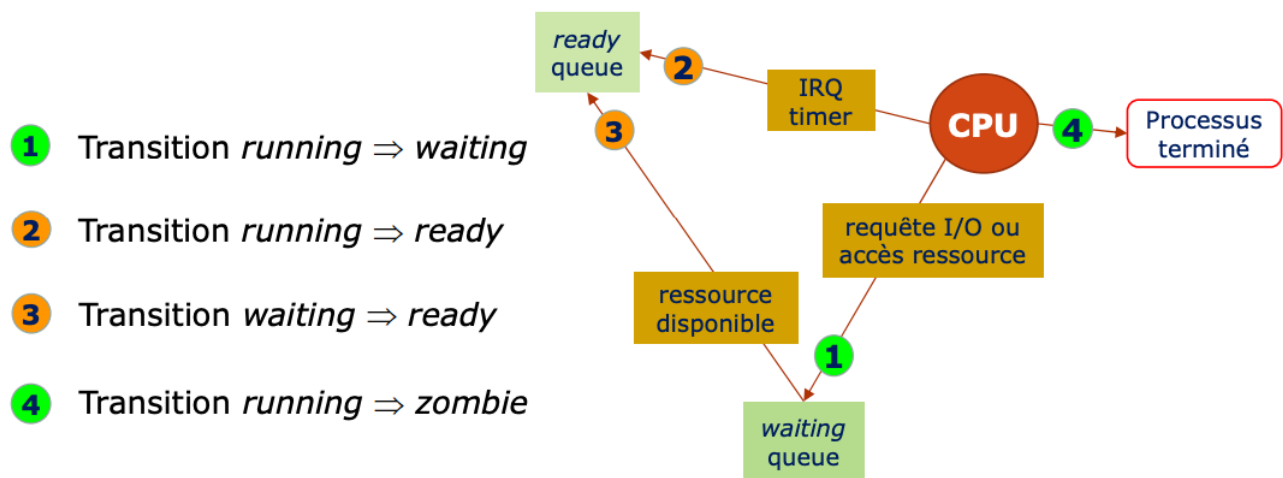 1 Transition running ⇒ waiting
2 Transition running ⇒ ready
3 Transition waiting ⇒ ready
4 Transition running ⇒ zombie
ready
queue
2
IRQ
timer
CPU
4
Processus
terminé
3
requête I/O ou
accès ressource
ressource
disponible
1
waiting
queue